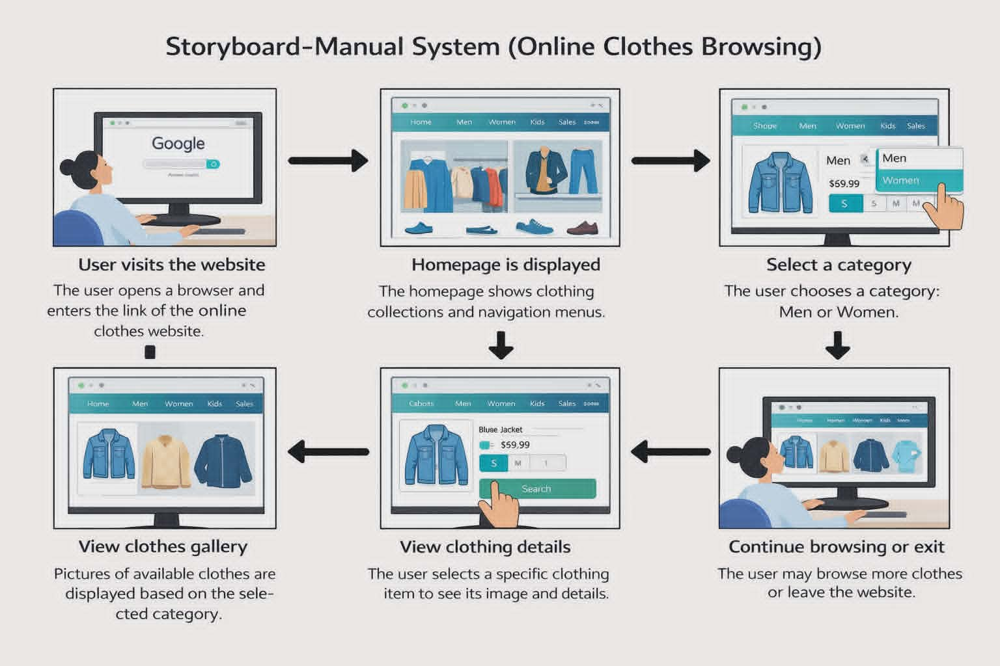 Storyboard-Manual System (Online Clothes Browsing)
Google
User visits the website
The user opens a browser and
enters the link of the online
clothes website.
Home Men Women Kids Sales
Homepage is displayed
The homepage shows clothing
collections and navigation menus.
Shope Men Women Kids Sales
Men
$69.99
S S M M
Men
Women
Select a category
The user chooses a category:
Men or Women.
Home Men Women Kids Sales
View clothes gallery
Pictures of available clothes are
displayed based on the sele-
cted category.
Caboits Men Women Kids Sales
Bluse Jacket
$59.99
S M 1
Search
View clothing details
The user selects a specific clothing
item to see its image and details.
Kids
Continue browsing or exit
The user may browse more clothes
or leave the website.